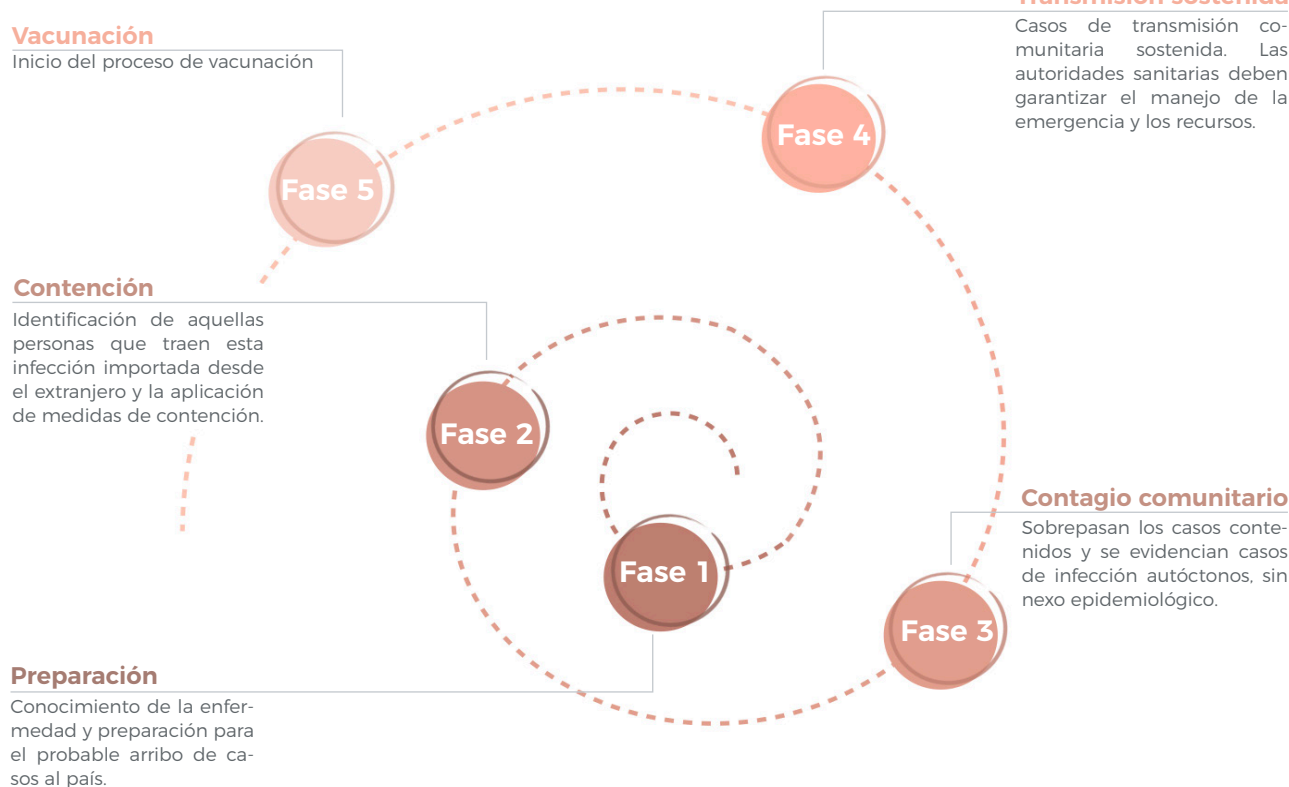 Transmisión sostenida
Casos de transmisión co-
munitaria sostenida. Las
autoridades sanitarias deben
garantizar el manejo de la
emergencia y los recursos.
Vacunación
Inicio del proceso de vacunación
Fase 4
Fase 5
Contención
Identificación de aquellas
personas que traen esta
infección importada desde
el extranjero y la aplicación
de medidas de contención.
Fase 2
Contagio comunitario
Sobrepasan los casos conte-
nidos y se evidencian casos
de infección autóctonos, sin
nexo epidemiológico.
Fase 1
Fase 3
Preparación
Conocimiento de la enfer-
medad y preparación para
el probable arribo de ca-
sos al país.